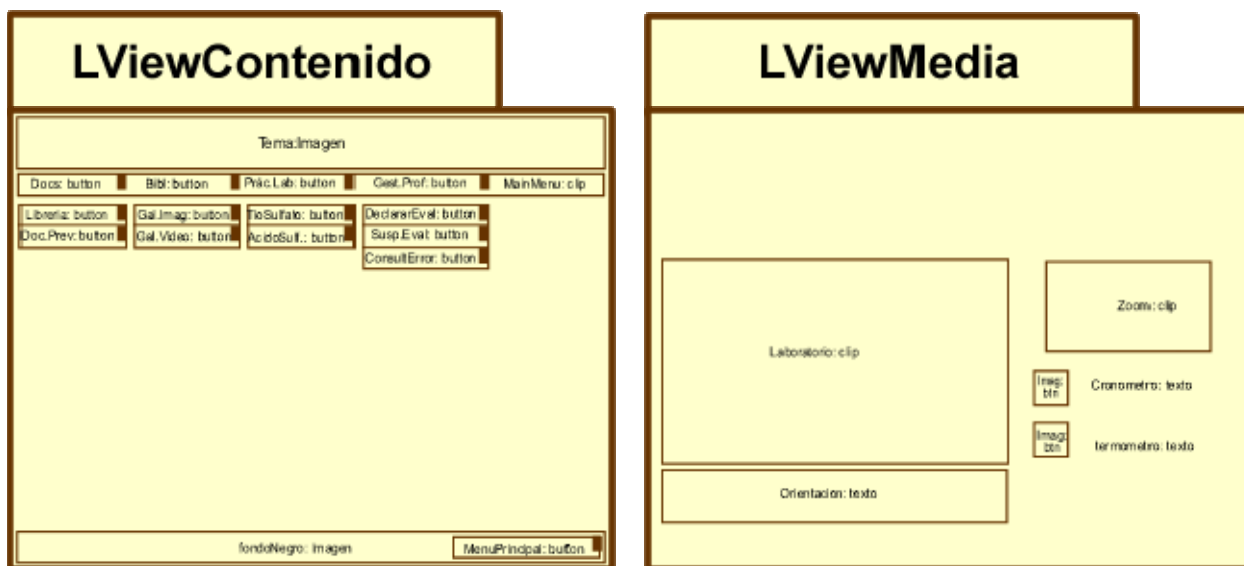 LViewContenido
Tema:Imagen
Docs: button
Bibl: button
Prác.Lab: button
Gest.Prof: button
MainMenu: clip
Libreria: button
Gal.Imag: button
TioSulfato: button
DeclararEval: button
Doc.Prev: button
Gal.Video: button
AcidoSulf.: button
Susp.Eval: button
ConsultError: button
fondoNegro: Imagen
MenuPrincipal: button
LViewMedia
Zoom: clip
Laboratorio: clip
Imag:
btn
Cronometro: texto
Imag:
btn
termometro: texto
Orientacion: texto